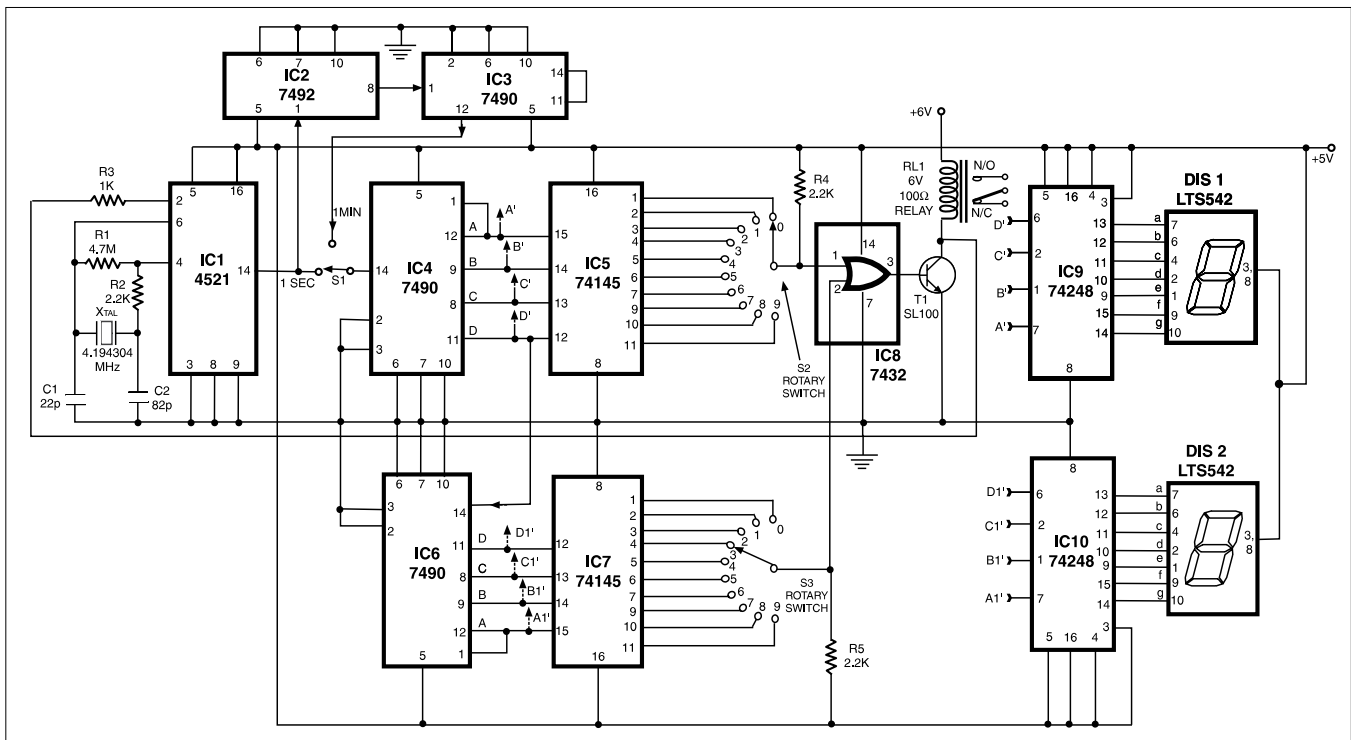 6 7 10
IC2
7492
8
5 1
2 6 10
IC3
7490
14
11
1
12 5
+6V
RL1
6V
100Ω
RELAY
N/O
N/C
+5V
R3
1K
R1
4.7M
R2
2.2K
XTAL
4.194304
MHz
C1
22p
C2
82p
5 16
2
6
4
IC1
4521
14
3 8 9
1 SEC
S1
1MIN
5
14
IC4
7490
1
12
9
8
11
2
3
6 7 10
A
B
C
D
A'
B'
C'
D'
16
15
14
13
12
IC5
74145
1
2
3
4
5
6
7
9
10
11
8
0
1
2
3
4
5
6
7
8
9
S2
ROTARY
SWITCH
R4
2.2K
14
1
2
3
7
IC8
7432
T1
SL100
5 16 4
3
D'
C'
B'
A'
6
2
1
7
IC9
74248
13
12
11
10
9
15
14
8
a
b
c
d
e
f
g
DIS 1
LTS542
7
6
4
2
1
9
10
3,
8
6 7 10
3
2
14
IC6
7490
11
8
9
12
1
5
D
C
B
A
D1'
C1'
B1'
A1'
8
12
13
14
15
IC7
74145
1
2
3
4
5
6
7
9
10
11
16
0
1
2
3
4
5
6
7
8
9
S3
ROTARY
SWITCH
R5
2.2K
8
D1'
C1'
B1'
A1'
6
2
1
7
IC10
74248
13
12
11
10
9
15
14
3
5 16 4
a
b
c
d
e
f
g
DIS 2
LTS542
7
6
4
2
1
9
10
3,
8